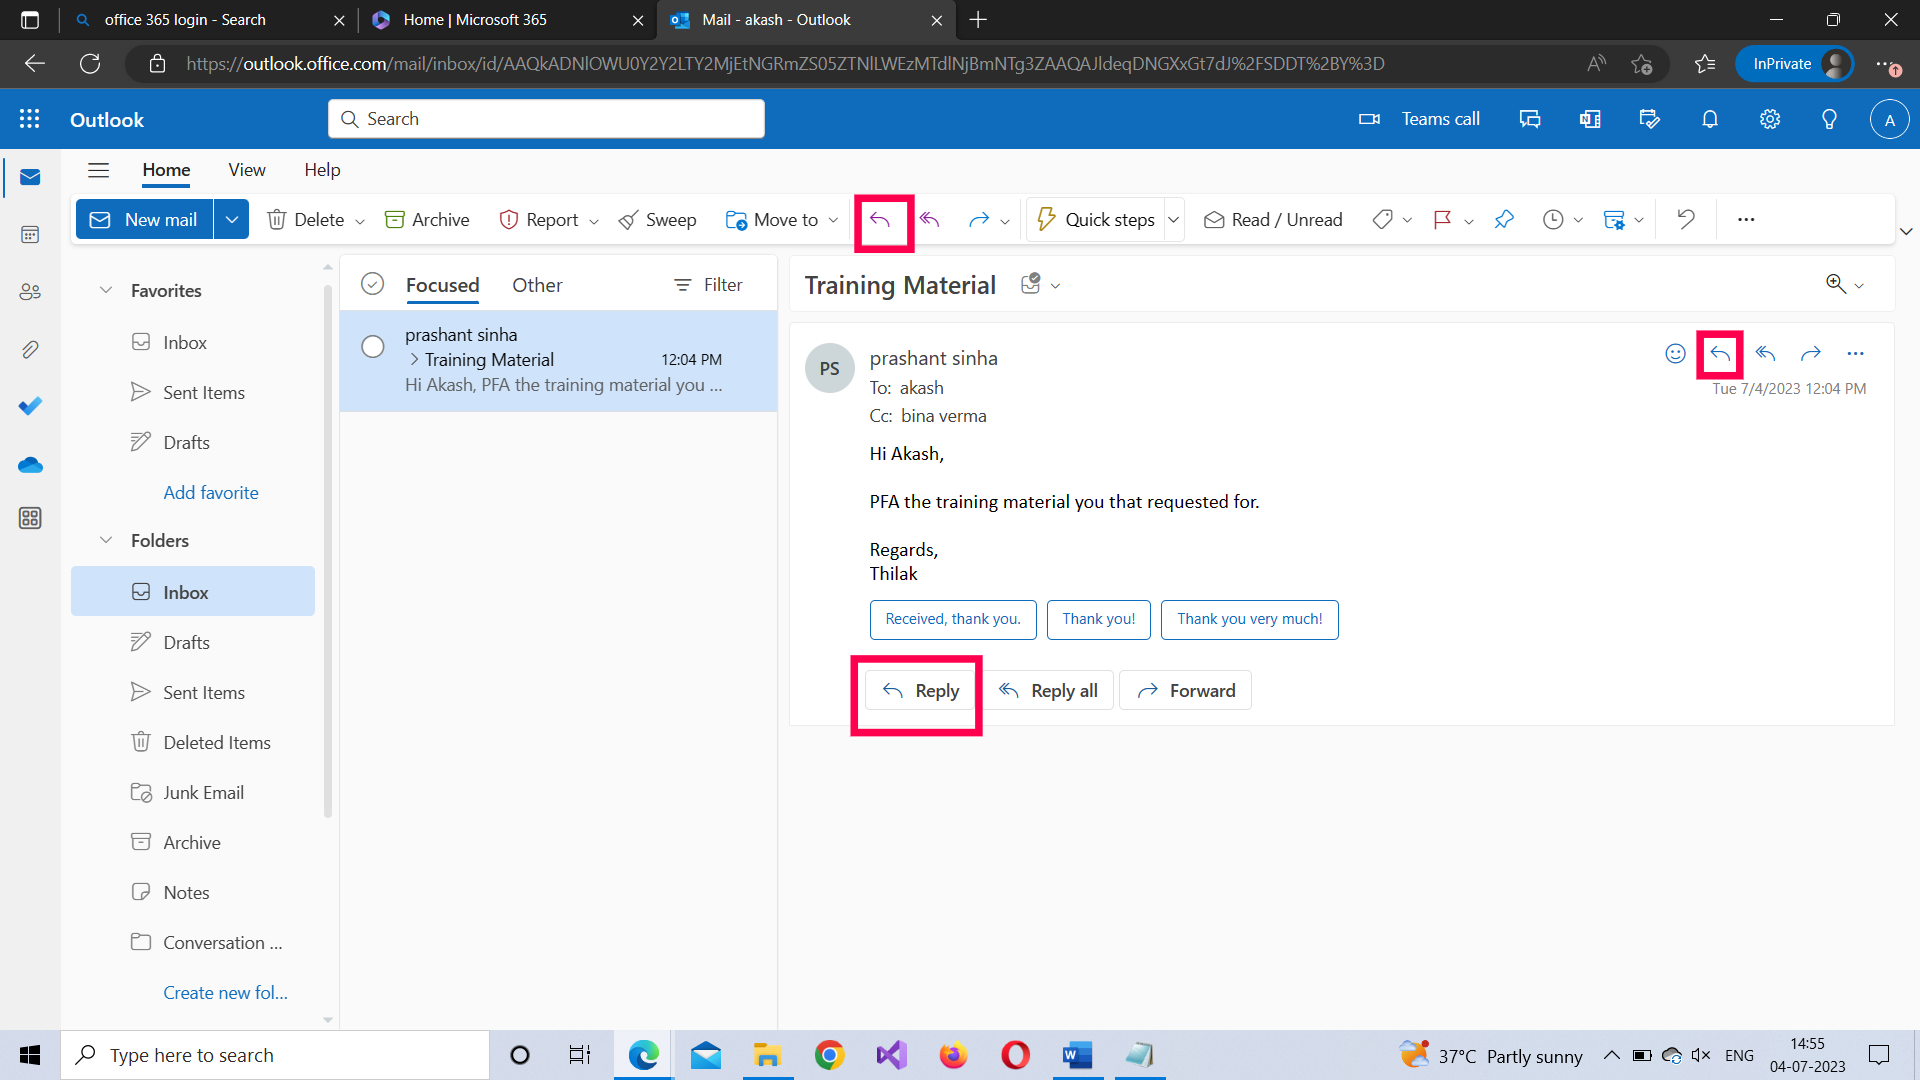 office 365 login - Search
Home | Microsoft 365
Mail - akash - Outlook
https://outlook.office.com/mail/inbox/id/AAQkADNlOWU0Y2Y2LTY2MjEtNGRmZS05ZTNlLWEzMTdlNjBmNTg3ZAAQAJldeqDNGXxGt7dJ%2FSDDT%2BY%3D
InPrivate
Outlook
Search
Teams call
A
Home View Help
New mail
Delete
Archive
Report
Sweep
Move to
Quick steps
Read / Unread
Favorites
Inbox
Sent Items
Drafts
Add favorite
Folders
Inbox
Drafts
Sent Items
Deleted Items
Junk Email
Archive
Notes
Conversation ...
Create new fol...
Focused Other
Filter
prashant sinha
Training Material 12:04 PM
Hi Akash, PFA the training material you ...
Training Material
PS
prashant sinha
To: akash
Cc: bina verma
Tue 7/4/2023 12:04 PM
Hi Akash,
PFA the training material you that requested for.
Regards,
Thilak
Received, thank you. Thank you! Thank you very much!
Reply Reply all Forward
Type here to search
37°C Partly sunny
ENG
14:55
04-07-2023